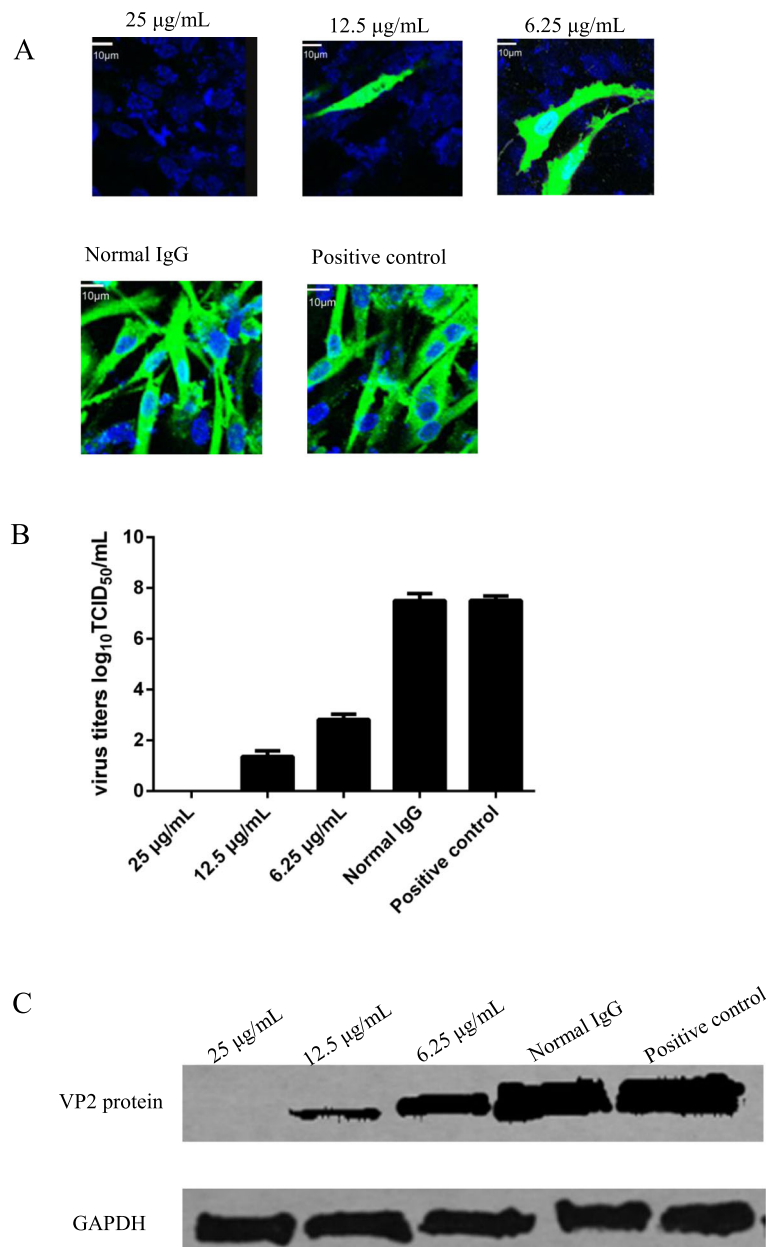 A
25 μg/mL
12.5 μg/mL
6.25 μg/mL
10μm
10μm
10μm
Normal IgG
Positive control
10μm
10μm
B
virus titers log₁₀TCID₅₀/mL
10
8
6
4
2
0
25 μg/mL
12.5 μg/mL
6.25 μg/mL
Normal IgG
Positive control
C
25 μg/mL
12.5 μg/mL
6.25 μg/mL
Normal IgG
Positive control
VP2 protein
GAPDH